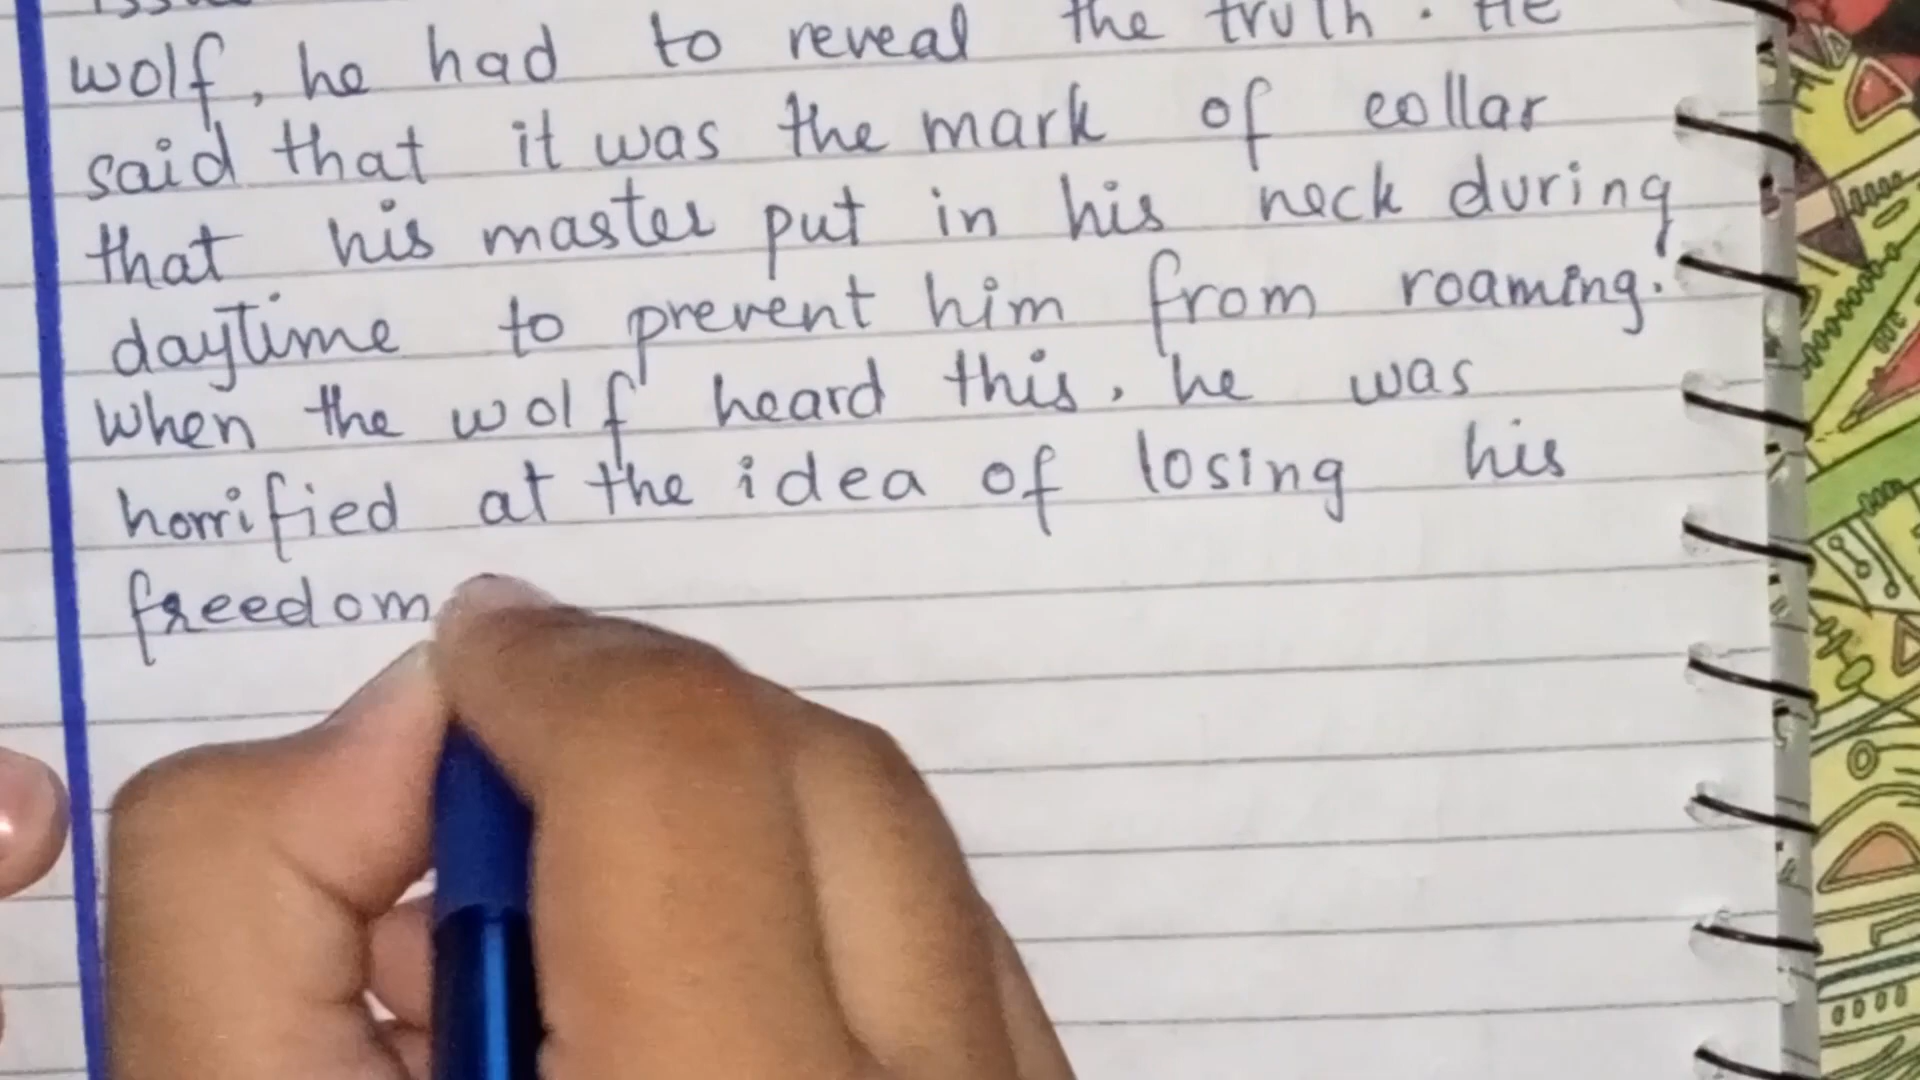 wolf, he had to reveal the truth. He
said that it was the mark of collar
that his master put in his neck during
daytime to prevent him from roaming.
When the wolf heard this, he was
horrified at the idea of losing his
freedom